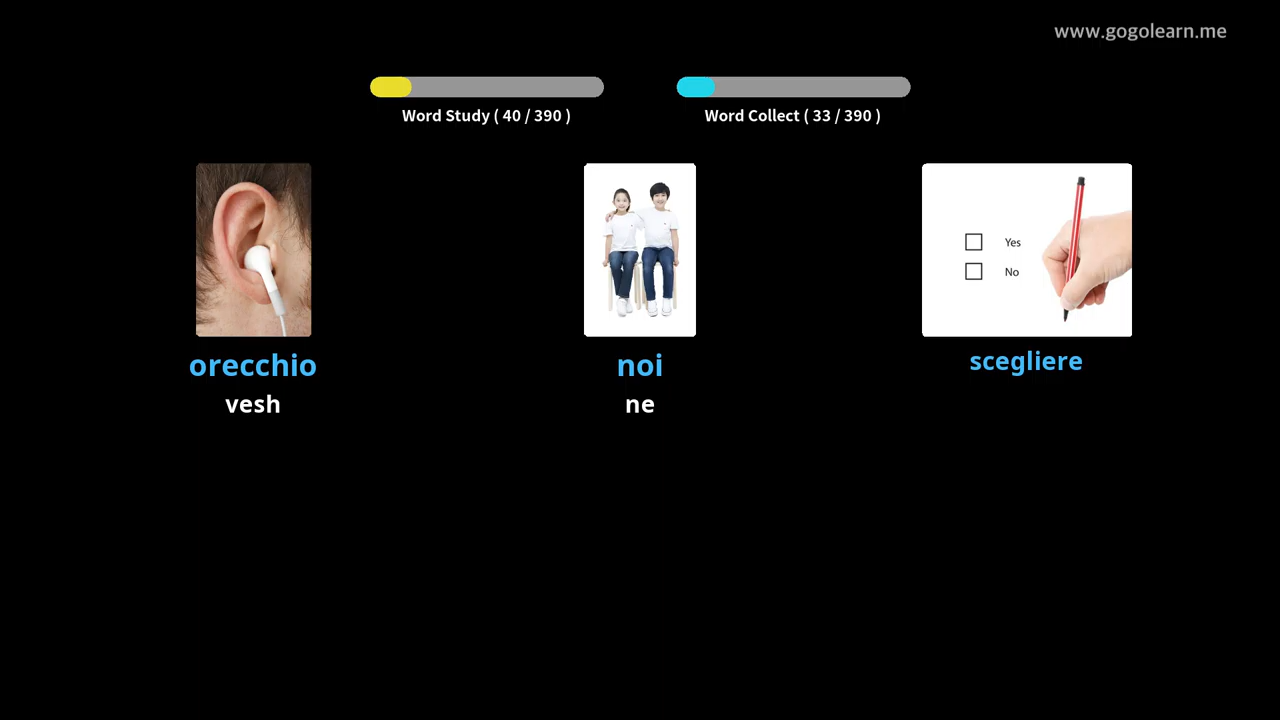 www.gogolearn.me
Word Study ( 40 / 390 )
Word Collect ( 33 / 390 )
Yes
No
orecchio
vesh
noi
ne
scegliere